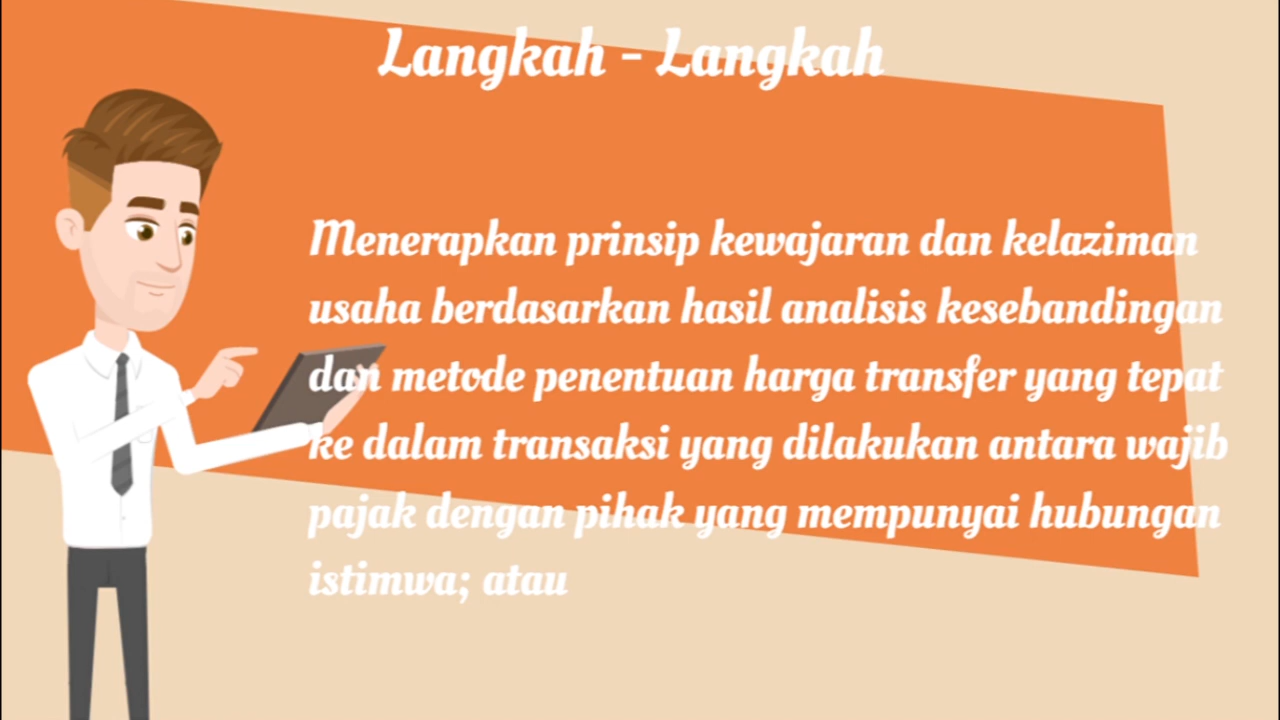 Langkah - Langkah
Menerapkan prinsip kewajaran dan kelaziman
usaha berdasarkan hasil analisis kesebandingan
dan metode penentuan harga transfer yang tepat
ke dalam transaksi yang dilakukan antara wajib
pajak dengan pihak yang mempunyai hubungan
istimwa; atau